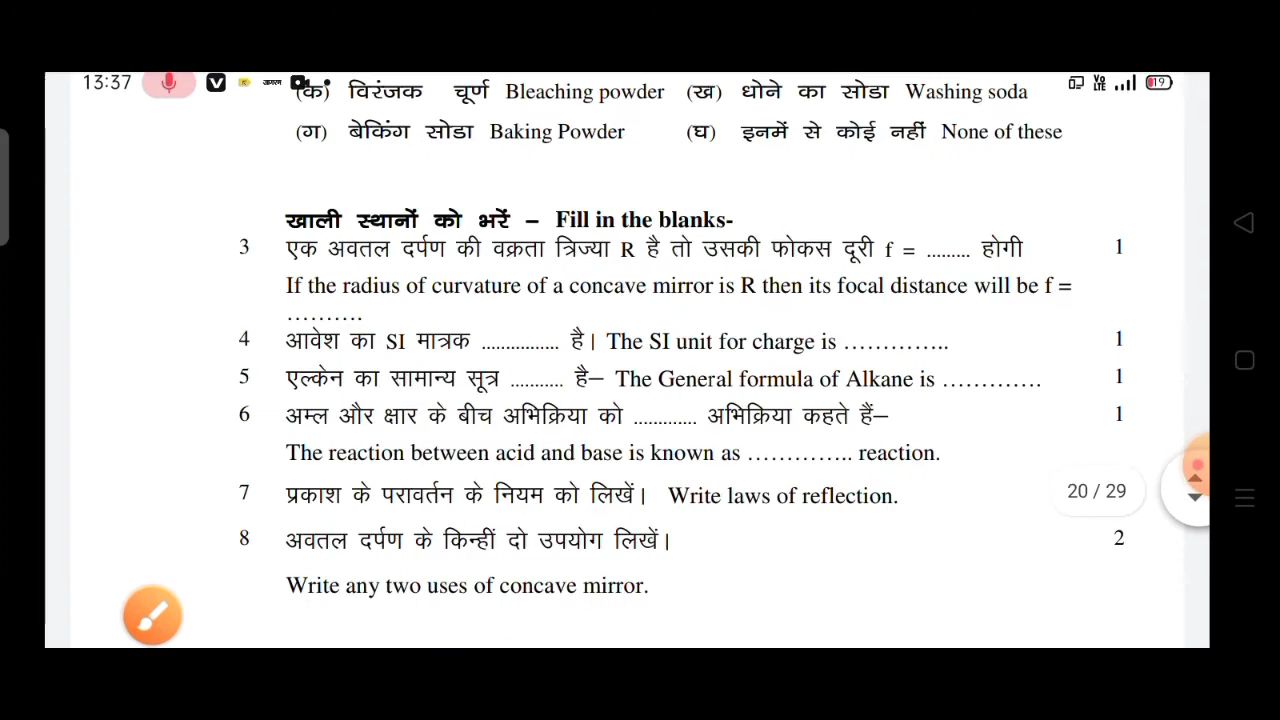 13:37
(क) विरंजक चूर्ण Bleaching powder (ख) धोने का सोडा Washing soda
(ग) बेकिंग सोडा Baking Powder (घ) इनमें से कोई नहीं None of these
खाली स्थानों को भरें – Fill in the blanks-
3 एक अवतल दर्पण की वक्रता त्रिज्या R है तो उसकी फोकस दूरी f = ......... होगी 1
If the radius of curvature of a concave mirror is R then its focal distance will be f =
..........
4 आवेश का SI मात्रक ................ है। The SI unit for charge is ………….. 1
5 एल्केन का सामान्य सूत्र ........... है– The General formula of Alkane is …………. 1
6 अम्ल और क्षार के बीच अभिक्रिया को ............. अभिक्रिया कहते हैं– 1
The reaction between acid and base is known as ………….. reaction.
7 प्रकाश के परावर्तन के नियम को लिखें। Write laws of reflection.
20 / 29
8 अवतल दर्पण के किन्हीं दो उपयोग लिखें। 2
Write any two uses of concave mirror.